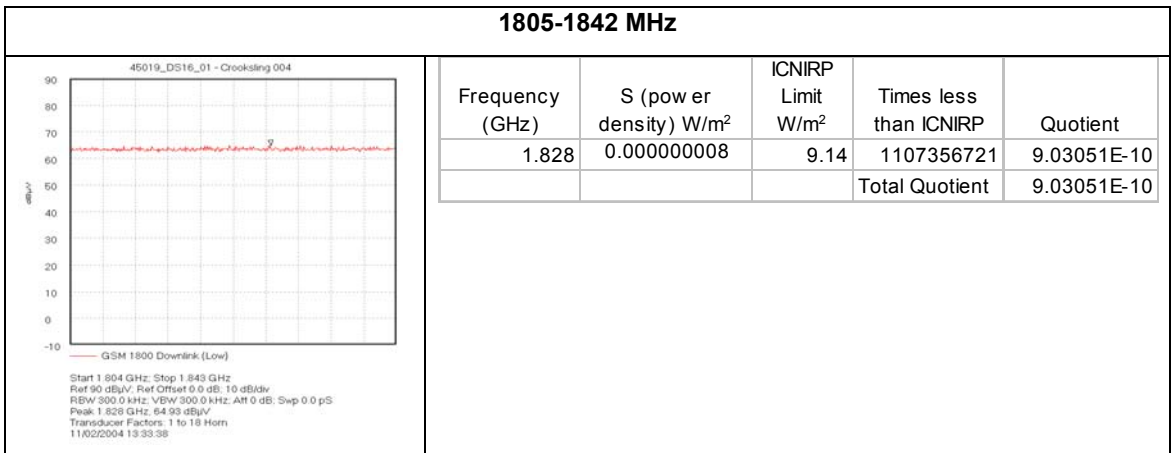 1805-1842 MHz
45019_DS16_01 - Crooksling 004
90
80
70
60
50
40
30
20
10
0
-10
dBµV
GSM 1800 Downlink (Low)
Start 1.804 GHz; Stop 1.843 GHz
Ref 90 dBµV; Ref Offset 0.0 dB; 10 dB/div
RBW 300.0 kHz; VBW 300.0 kHz; Att 0 dB; Swp 0.0 pS
Peak 1.828 GHz, 64.93 dBµV
Transducer Factors: 1 to 18 Horn
11/02/2004 13:33:38
Frequency (GHz) S (pow er density) W/m² ICNIRP Limit W/m² Times less than ICNIRP Quotient
1.828 0.000000008 9.14 1107356721 9.03051E-10
Total Quotient 9.03051E-10